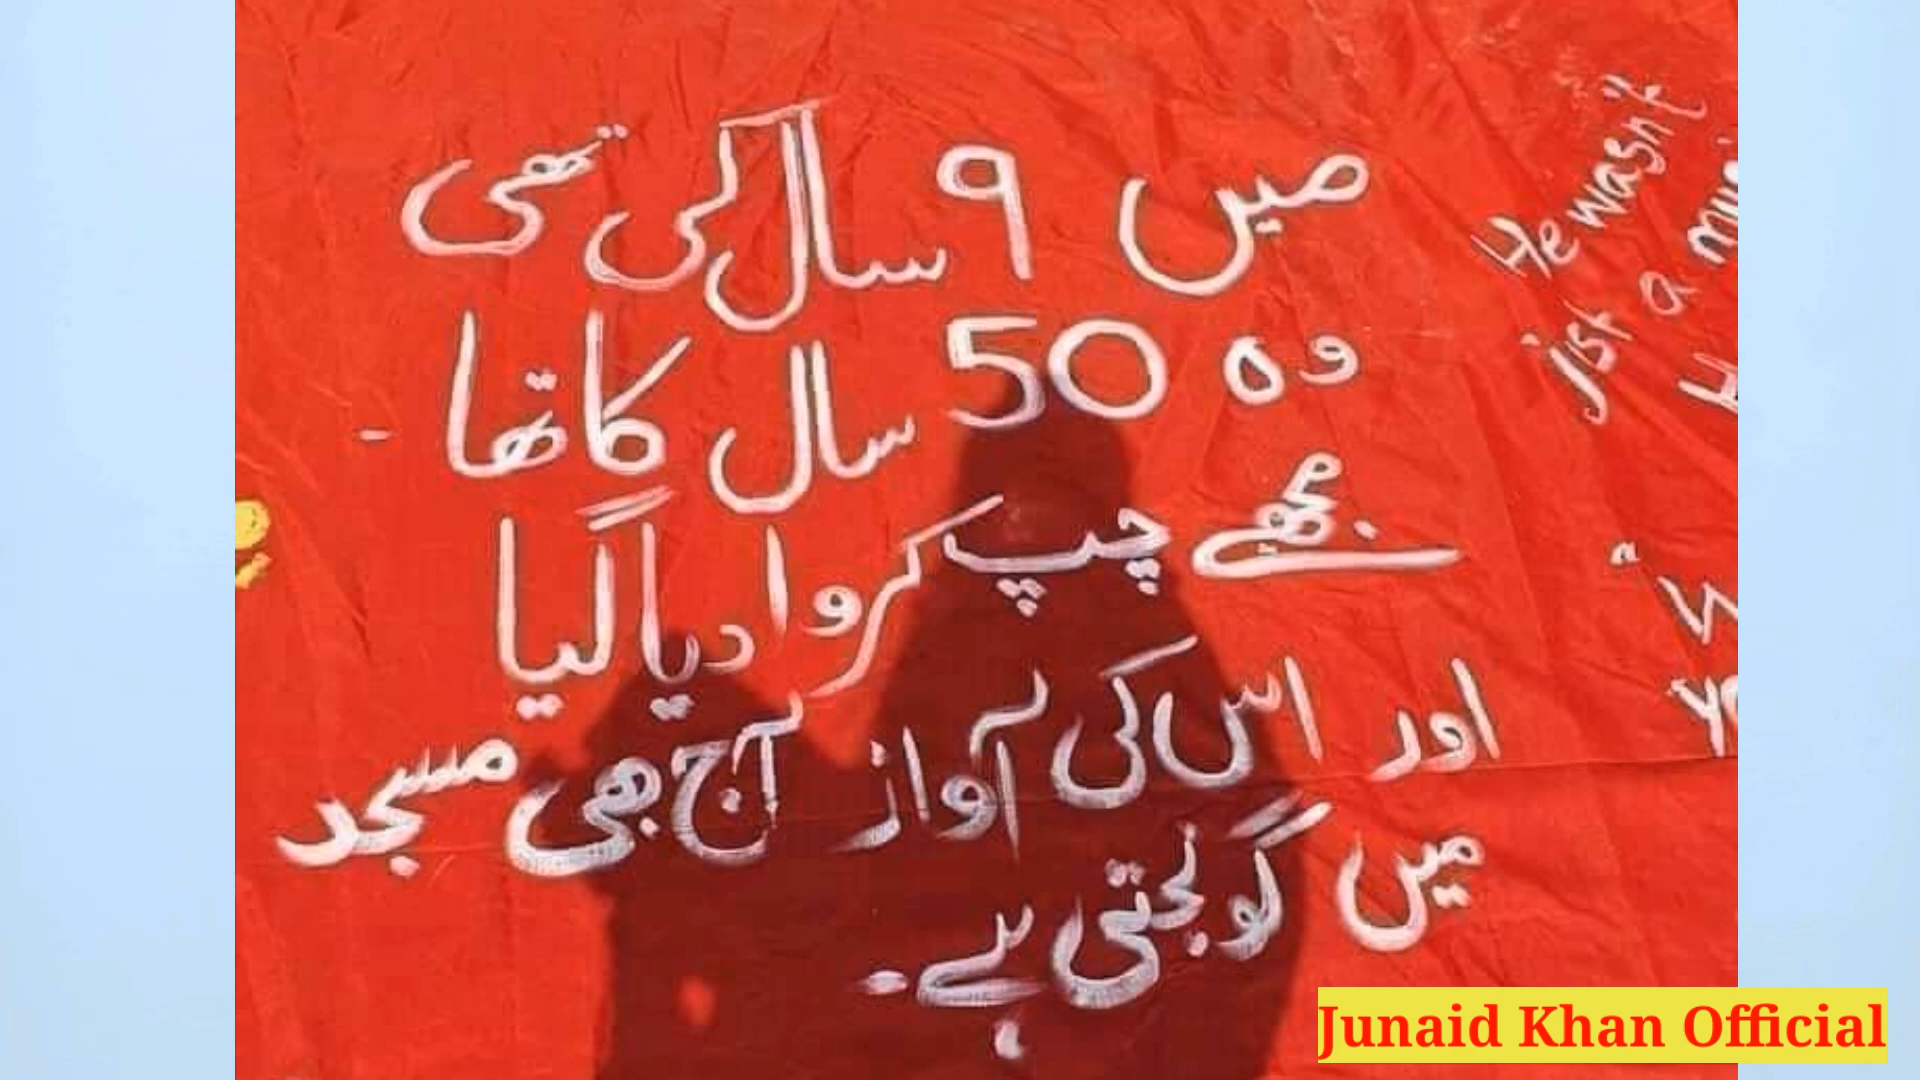 میں ۹ سال کی تھی
وہ 50 سال کا تھا -
مجھے چپ کروا دیا گیا
اور اس کی آواز آج بھی مسجد
میں گونجتی ہے۔
He wasn't
just a
Junaid Khan Official